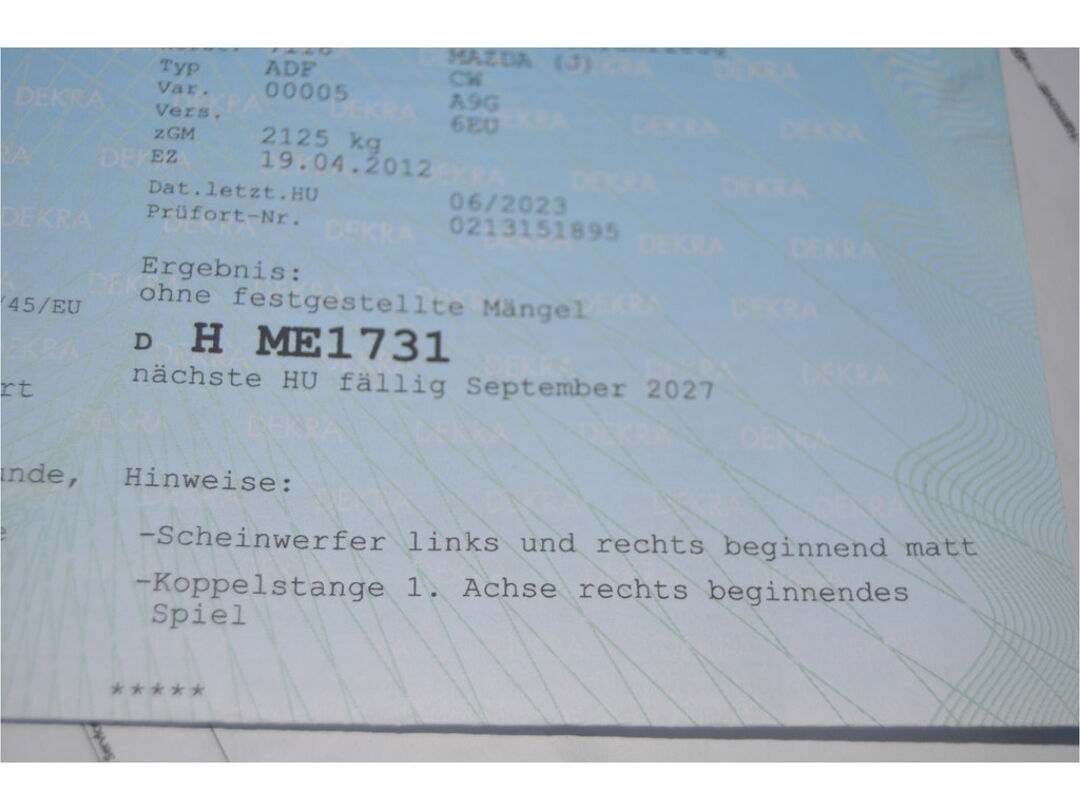 MAZDA (J)
Typ ADF CW
Var. 00005 A9G
Vers. 6EU
zGM 2125 kg
EZ 19.04.2012
Dat.letzt.HU 06/2023
Prüfort-Nr. 0213151895
Ergebnis:
ohne festgestellte Mängel
/45/EU
D H ME1731
nächste HU fällig September 2027
rt
unde,
Hinweise:
-Scheinwerfer links und rechts beginnend matt
-Koppelstange 1. Achse rechts beginnendes
Spiel
*****
DEKRA